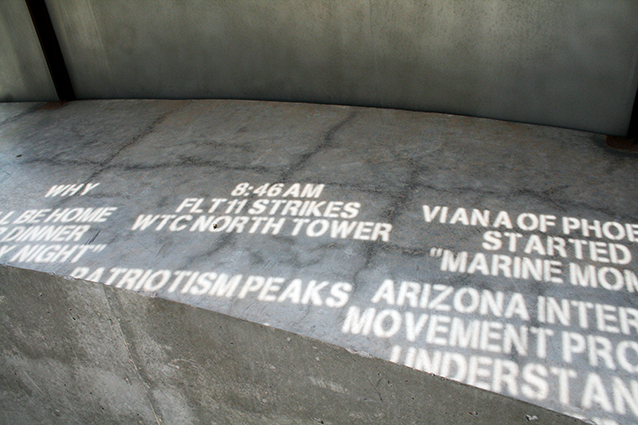 WHY
LL BE HOME
DINNER
NIGHT"
8:46 AM
FLT 11 STRIKES
WTC NORTH TOWER
PATRIOTISM PEAKS
VIANA OF PHOE
STARTED
"MARINE MOM
ARIZONA INTER
MOVEMENT PRO
UNDERSTAN